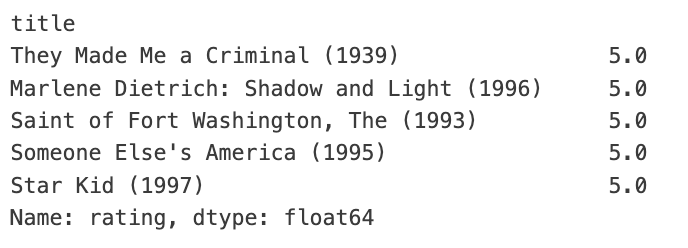 title
They Made Me a Criminal (1939) 5.0
Marlene Dietrich: Shadow and Light (1996) 5.0
Saint of Fort Washington, The (1993) 5.0
Someone Else's America (1995) 5.0
Star Kid (1997) 5.0
Name: rating, dtype: float64